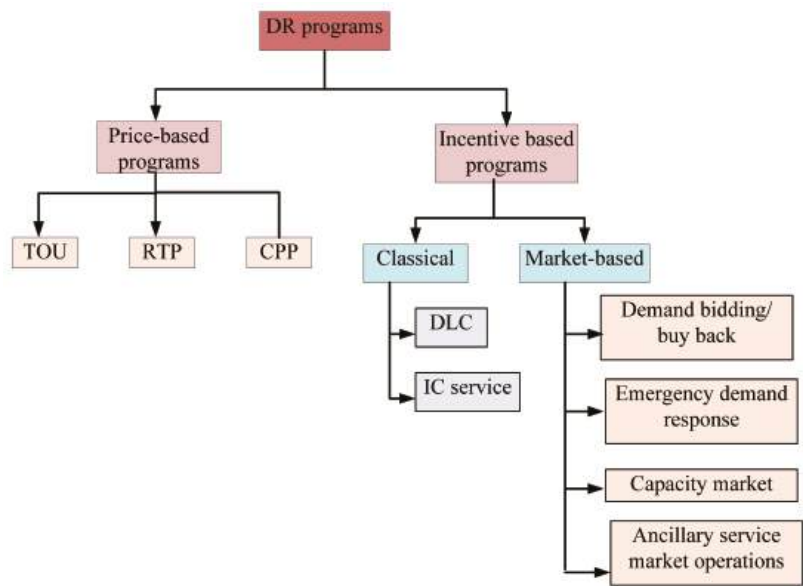 DR programs
Price-based
programs
Incentive based
programs
TOU
RTP
CPP
Classical
Market-based
DLC
IC service
Demand bidding/
buy back
Emergency demand
response
Capacity market
Ancillary service
market operations